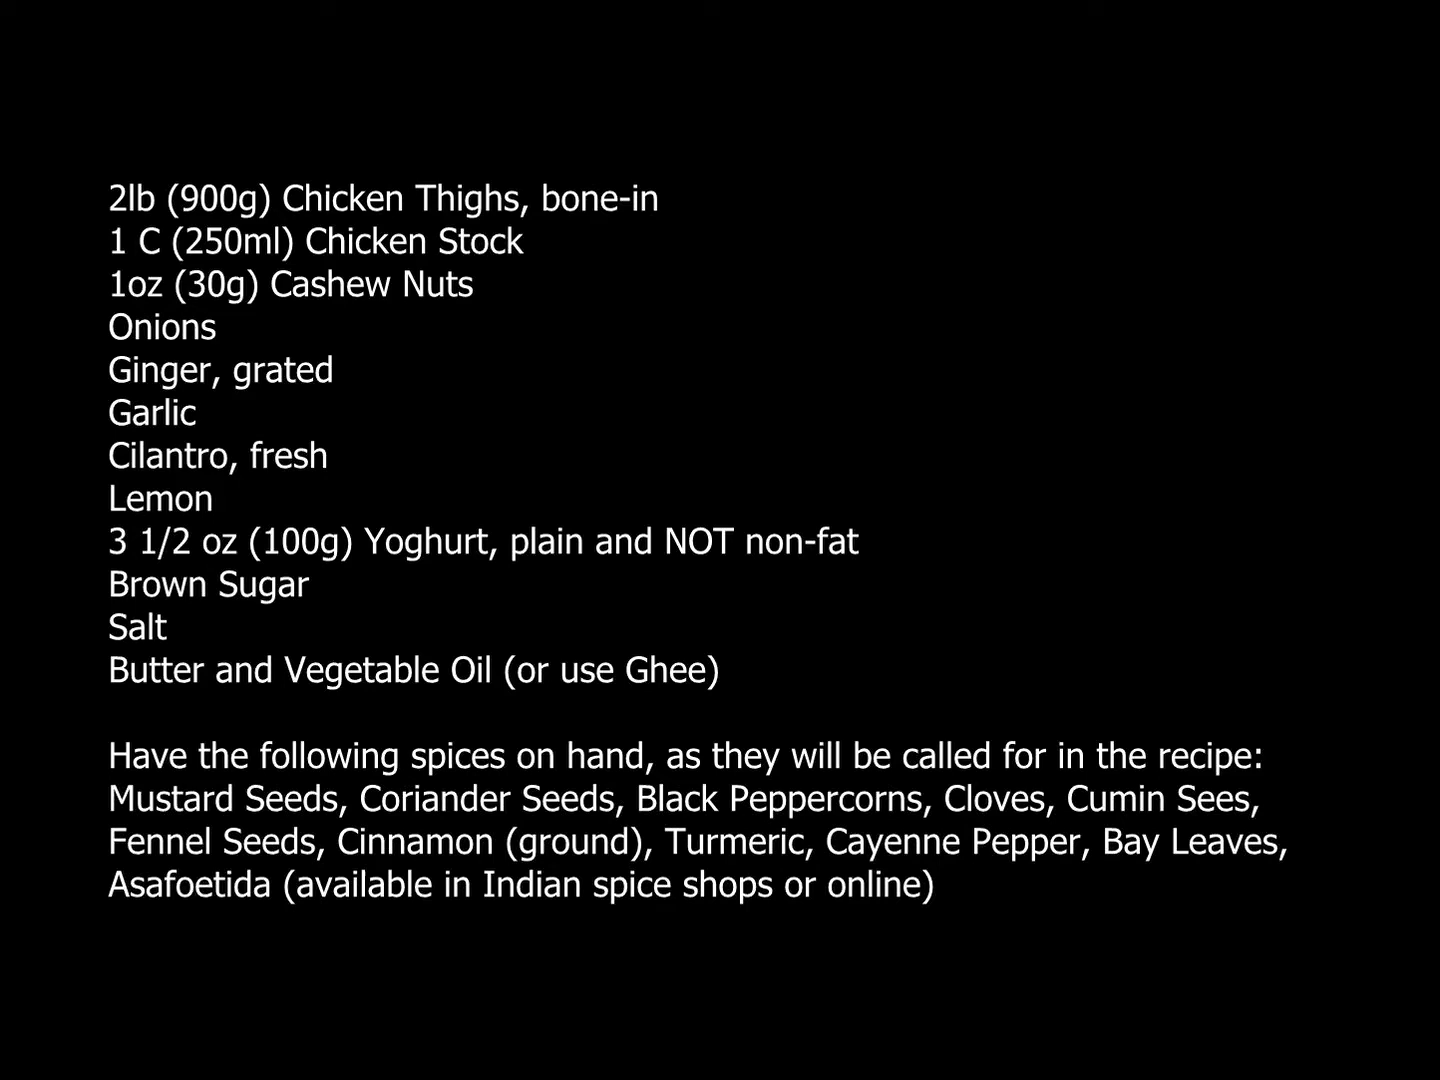 2lb (900g) Chicken Thighs, bone-in
1 C (250ml) Chicken Stock
1oz (30g) Cashew Nuts
Onions
Ginger, grated
Garlic
Cilantro, fresh
Lemon
3 1/2 oz (100g) Yoghurt, plain and NOT non-fat
Brown Sugar
Salt
Butter and Vegetable Oil (or use Ghee)
Have the following spices on hand, as they will be called for in the recipe:
Mustard Seeds, Coriander Seeds, Black Peppercorns, Cloves, Cumin Sees,
Fennel Seeds, Cinnamon (ground), Turmeric, Cayenne Pepper, Bay Leaves,
Asafoetida (available in Indian spice shops or online)